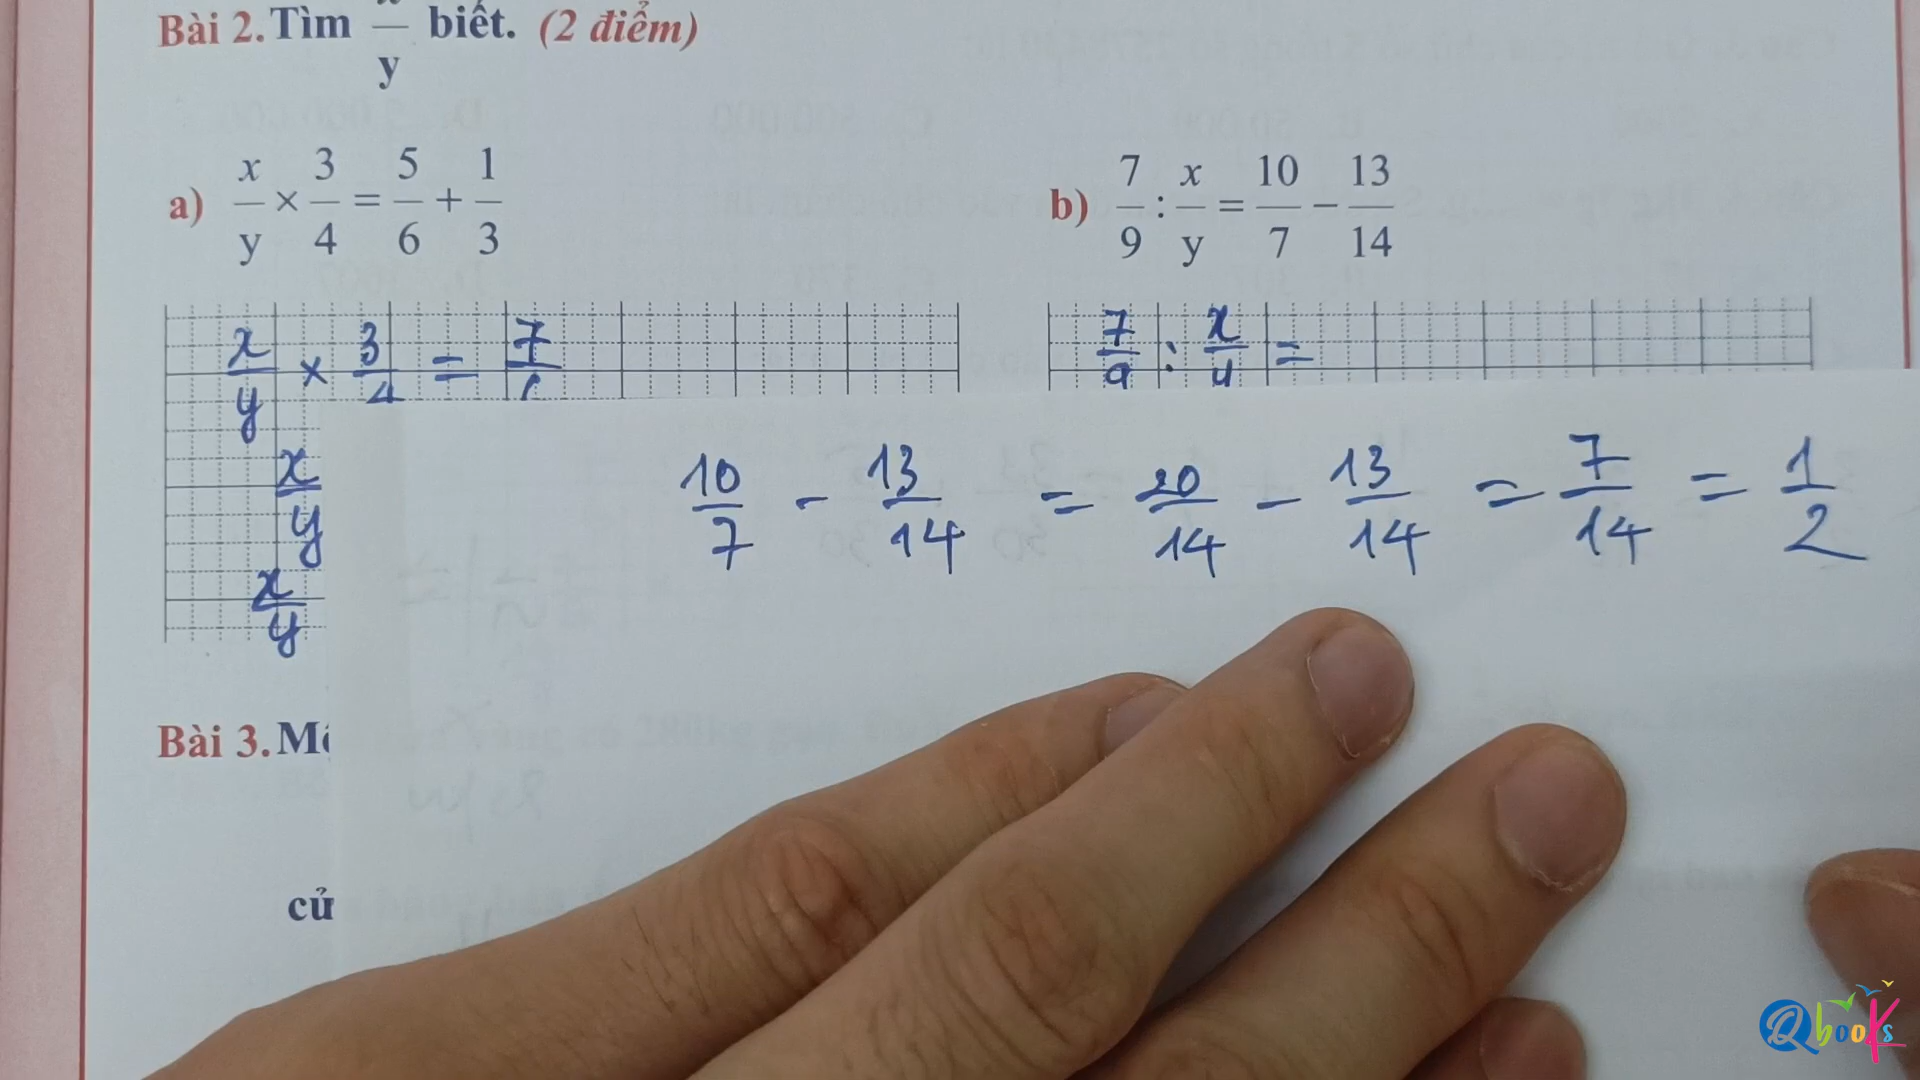 Bài 2. Tìm x/y biết. (2 điểm)
a) x/y × 3/4 = 5/6 + 1/3
b) 7/9 : x/y = 10/7 − 13/14
x/y × 3/4 = 7/
7/9 : x/y =
x/y
x/y
10/7 - 13/14 = 20/14 - 13/14 = 7/14 = 1/2
Bài 3.
Qbooks